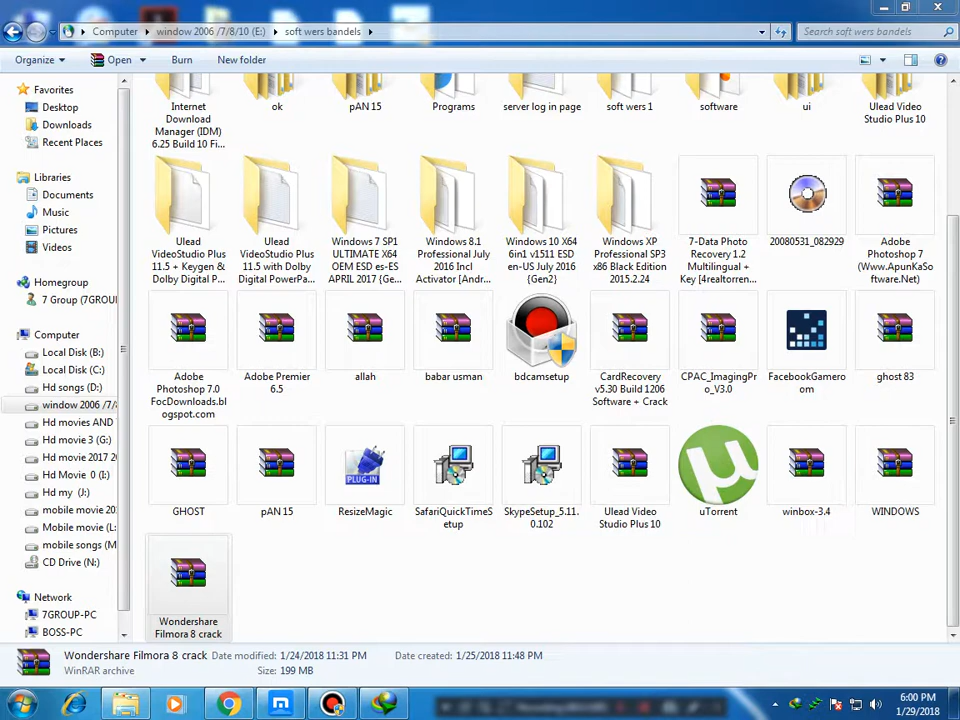 Computer
window 2006 /7/8/10 (E:)
soft wers bandels
Search soft wers bandels
Organize
Open
Burn
New folder
Favorites
Desktop
Downloads
Recent Places
Libraries
Documents
Music
Pictures
Videos
Homegroup
7 Group (7GROU
Computer
Local Disk (B:)
Local Disk (C:)
Hd songs (D:)
window 2006 /7/8
Hd movies AND
Hd movie 3 (G:)
Hd movie 2017 20
Hd Movie 0 (I:)
Hd my (J:)
mobile movie 20
Mobile movie (L:
mobile songs (M
CD Drive (N:)
Network
7GROUP-PC
BOSS-PC
Internet
Download
Manager (IDM)
6.25 Build 10 Fi...
ok
pAN 15
Programs
server log in page
soft wers 1
software
ui
Ulead Video
Studio Plus 10
Ulead
VideoStudio Plus
11.5 + Keygen &
Dolby Digital P...
Ulead
VideoStudio Plus
11.5 with Dolby
Digital PowerPa...
Windows 7 SP1
ULTIMATE X64
OEM ESD es-ES
APRIL 2017 {Ge...
Windows 8.1
Professional July
2016 Incl
Activator [Andr...
Windows 10 X64
6in1 v1511 ESD
en-US July 2016
{Gen2}
Windows XP
Professional SP3
x86 Black Edition
2015.2.24
7-Data Photo
Recovery 1.2
Multilingual +
Key [4realtorren...
20080531_082929
Adobe
Photoshop 7
(Www.ApunKaSo
ftware.Net)
Adobe
Photoshop 7.0
FocDownloads.bl
ogspot.com
Adobe Premier
6.5
allah
babar usman
bdcamsetup
CardRecovery
v5.30 Build 1206
Software + Crack
CPAC_ImagingPr
o_V3.0
FacebookGamero
om
ghost 83
GHOST
pAN 15
PLUG-IN
ResizeMagic
SafariQuickTimeS
etup
SkypeSetup_5.11.
0.102
Ulead Video
Studio Plus 10
uTorrent
winbox-3.4
WINDOWS
Wondershare
Filmora 8 crack
Wondershare Filmora 8 crack
Date modified: 1/24/2018 11:31 PM
Date created: 1/25/2018 11:48 PM
WinRAR archive
Size: 199 MB
6:00 PM
1/29/2018